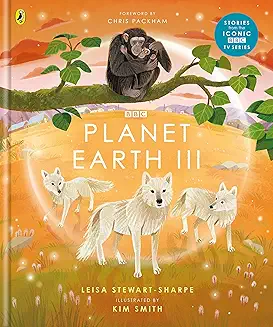 FOREWORD BY
CHRIS PACKHAM
STORIES
from the
ICONIC
BBC
TV SERIES
BBC
PLANET
EARTH III
LEISA STEWART-SHARPE
ILLUSTRATED BY
KIM SMITH